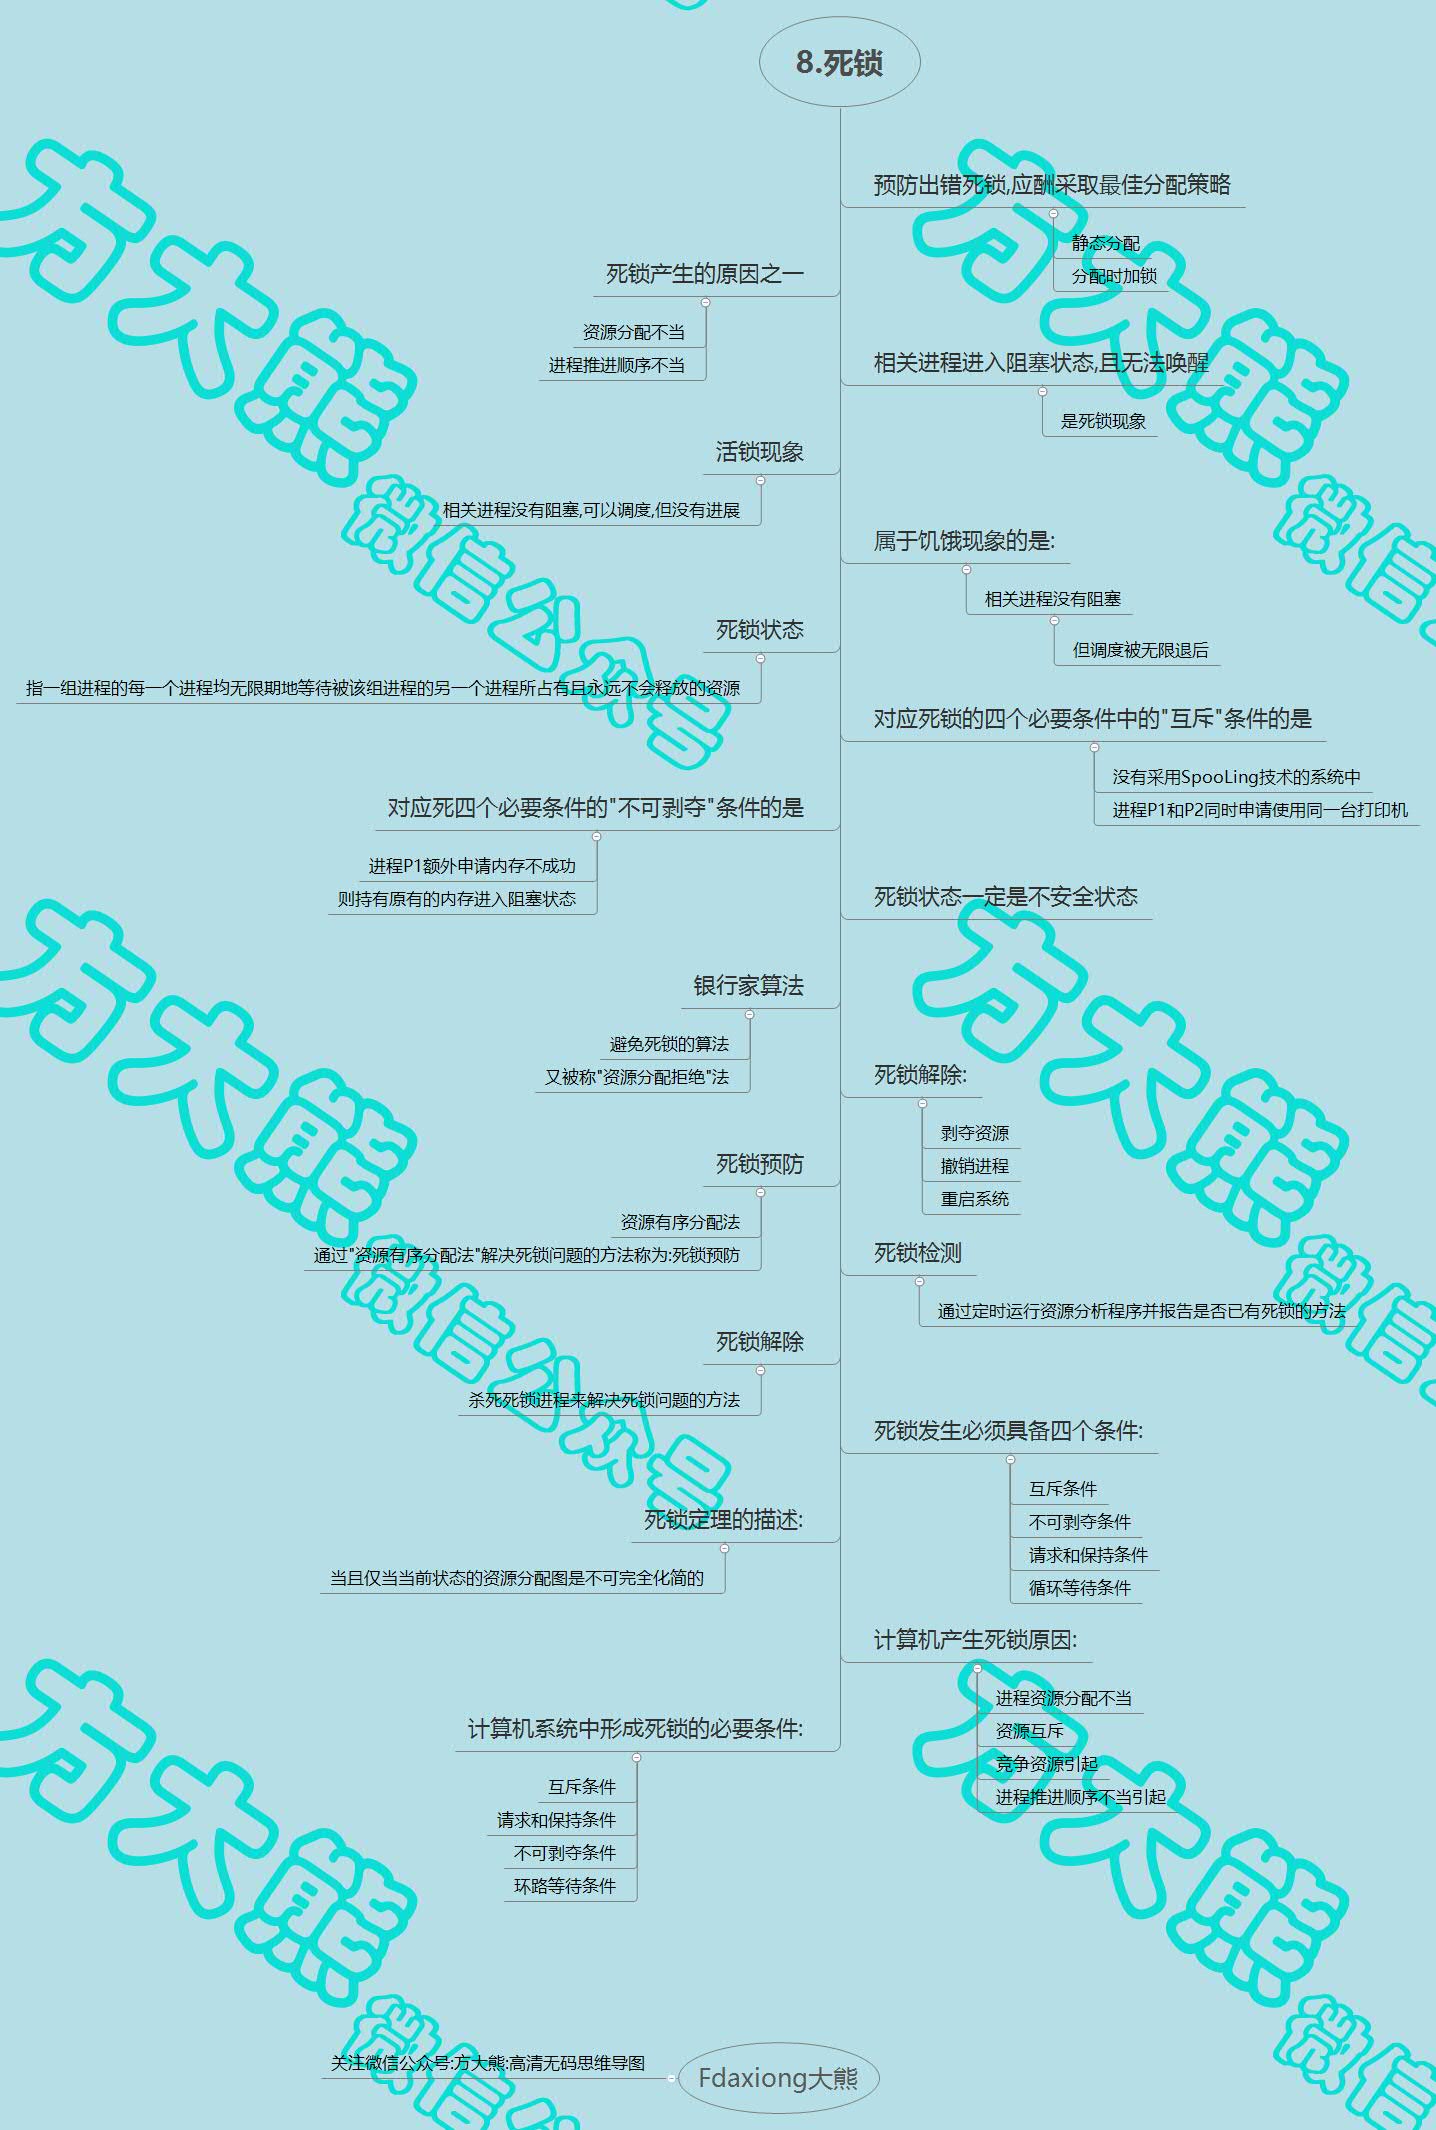 8.死锁
预防出错死锁,应酬采取最佳分配策略
静态分配
分配时加锁
死锁产生的原因之一
资源分配不当
进程推进顺序不当
相关进程进入阻塞状态,且无法唤醒
是死锁现象
活锁现象
相关进程没有阻塞,可以调度,但没有进展
属于饥饿现象的是:
相关进程没有阻塞
但调度被无限退后
死锁状态
指一组进程的每一个进程均无限期地等待被该组进程的另一个进程所占有且永远不会释放的资源
对应死锁的四个必要条件中的"互斥"条件的是
没有采用SpooLing技术的系统中
进程P1和P2同时申请使用同一台打印机
对应死四个必要条件的"不可剥夺"条件的是
进程P1额外申请内存不成功
则持有原有的内存进入阻塞状态
死锁状态一定是不安全状态
银行家算法
避免死锁的算法
又被称"资源分配拒绝"法
死锁解除:
剥夺资源
撤销进程
重启系统
死锁预防
资源有序分配法
通过"资源有序分配法"解决死锁问题的方法称为:死锁预防
死锁检测
通过定时运行资源分析程序并报告是否已有死锁的方法
死锁解除
杀死死锁进程来解决死锁问题的方法
死锁发生必须具备四个条件:
互斥条件
不可剥夺条件
请求和保持条件
循环等待条件
死锁定理的描述:
当且仅当当前状态的资源分配图是不可完全化简的
计算机产生死锁原因:
进程资源分配不当
资源互斥
竟争资源引起
进程推进顺序不当引起
计算机系统中形成死锁的必要条件:
互斥条件
请求和保持条件
不可剥夺条件
环路等待条件
关注微信公众号:方大熊:高清无码思维导图
Fdaxiong大熊
方大熊
微信公众号
方大熊
微信
方大熊
微信公众号
方大熊
微信
方大熊
微信公
方大熊
微信